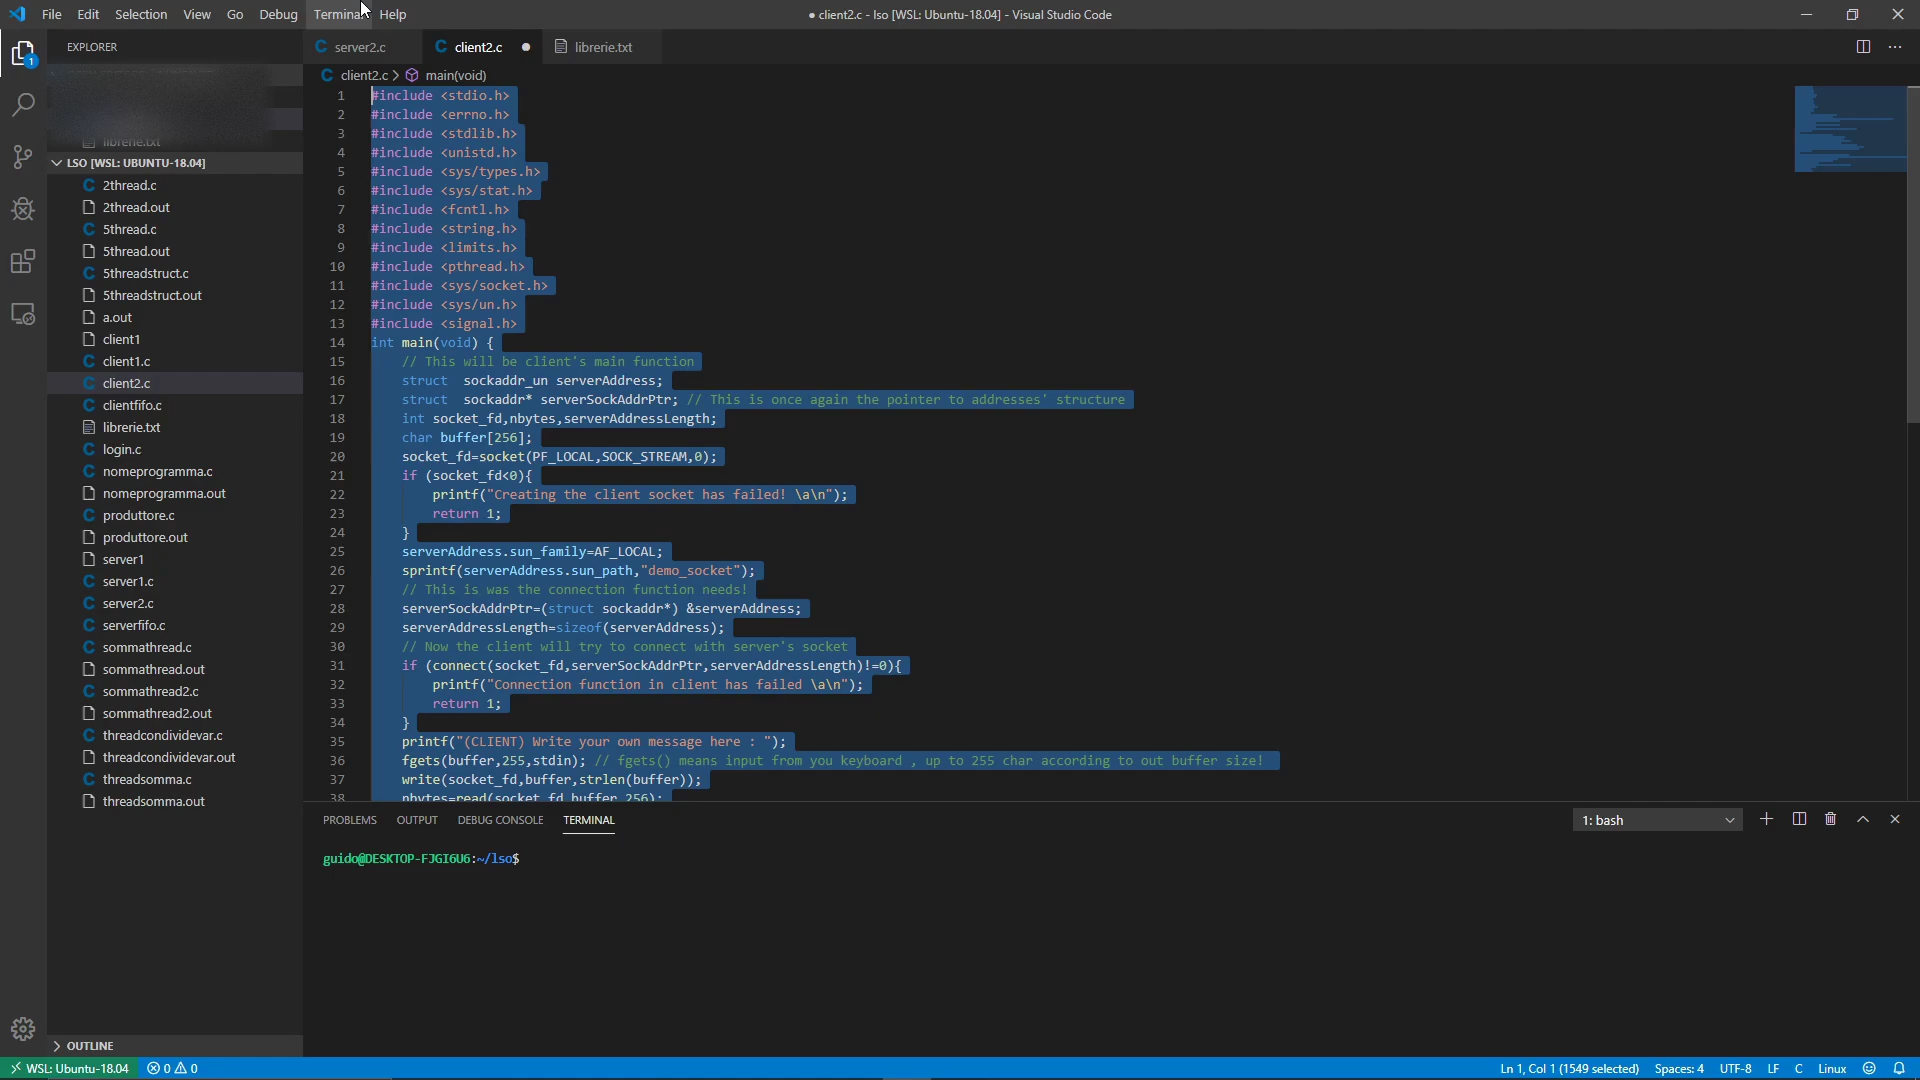 File Edit Selection View Go Debug Terminal Help
● client2.c - lso [WSL: Ubuntu-18.04] - Visual Studio Code
EXPLORER
1
librerie.txt
LSO [WSL: UBUNTU-18.04]
C 2thread.c
2thread.out
C 5thread.c
5thread.out
C 5threadstruct.c
5threadstruct.out
a.out
client1
C client1.c
C client2.c
C clientfifo.c
librerie.txt
C login.c
C nomeprogramma.c
nomeprogramma.out
C produttore.c
produttore.out
server1
C server1.c
C server2.c
C serverfifo.c
C sommathread.c
sommathread.out
C sommathread2.c
sommathread2.out
C threadcondividevar.c
threadcondividevar.out
C threadsomma.c
threadsomma.out
OUTLINE
C server2.c
C client2.c ●
librerie.txt
C client2.c > main(void)
1 #include <stdio.h>
2 #include <errno.h>
3 #include <stdlib.h>
4 #include <unistd.h>
5 #include <sys/types.h>
6 #include <sys/stat.h>
7 #include <fcntl.h>
8 #include <string.h>
9 #include <limits.h>
10 #include <pthread.h>
11 #include <sys/socket.h>
12 #include <sys/un.h>
13 #include <signal.h>
14 int main(void) {
15 // This will be client's main function
16 struct  sockaddr_un serverAddress;
17 struct  sockaddr* serverSockAddrPtr; // This is once again the pointer to addresses' structure
18 int socket_fd,nbytes,serverAddressLength;
19 char buffer[256];
20 socket_fd=socket(PF_LOCAL,SOCK_STREAM,0);
21 if (socket_fd<0){
22 printf("Creating the client socket has failed! \a\n");
23 return 1;
24 }
25 serverAddress.sun_family=AF_LOCAL;
26 sprintf(serverAddress.sun_path,"demo_socket");
27 // This is was the connection function needs!
28 serverSockAddrPtr=(struct sockaddr*) &serverAddress;
29 serverAddressLength=sizeof(serverAddress);
30 // Now the client will try to connect with server's socket
31 if (connect(socket_fd,serverSockAddrPtr,serverAddressLength)!=0){
32 printf("Connection function in client has failed \a\n");
33 return 1;
34 }
35 printf("(CLIENT) Write your own message here : ");
36 fgets(buffer,255,stdin); // fgets() means input from you keyboard , up to 255 char according to out buffer size!
37 write(socket_fd,buffer,strlen(buffer));
38 nbytes=read(socket_fd,buffer,256);
PROBLEMS OUTPUT DEBUG CONSOLE TERMINAL
1: bash
guido@DESKTOP-FJGI6U6:~/lso$
WSL: Ubuntu-18.04 0 0
Ln 1, Col 1 (1549 selected) Spaces: 4 UTF-8 LF C Linux